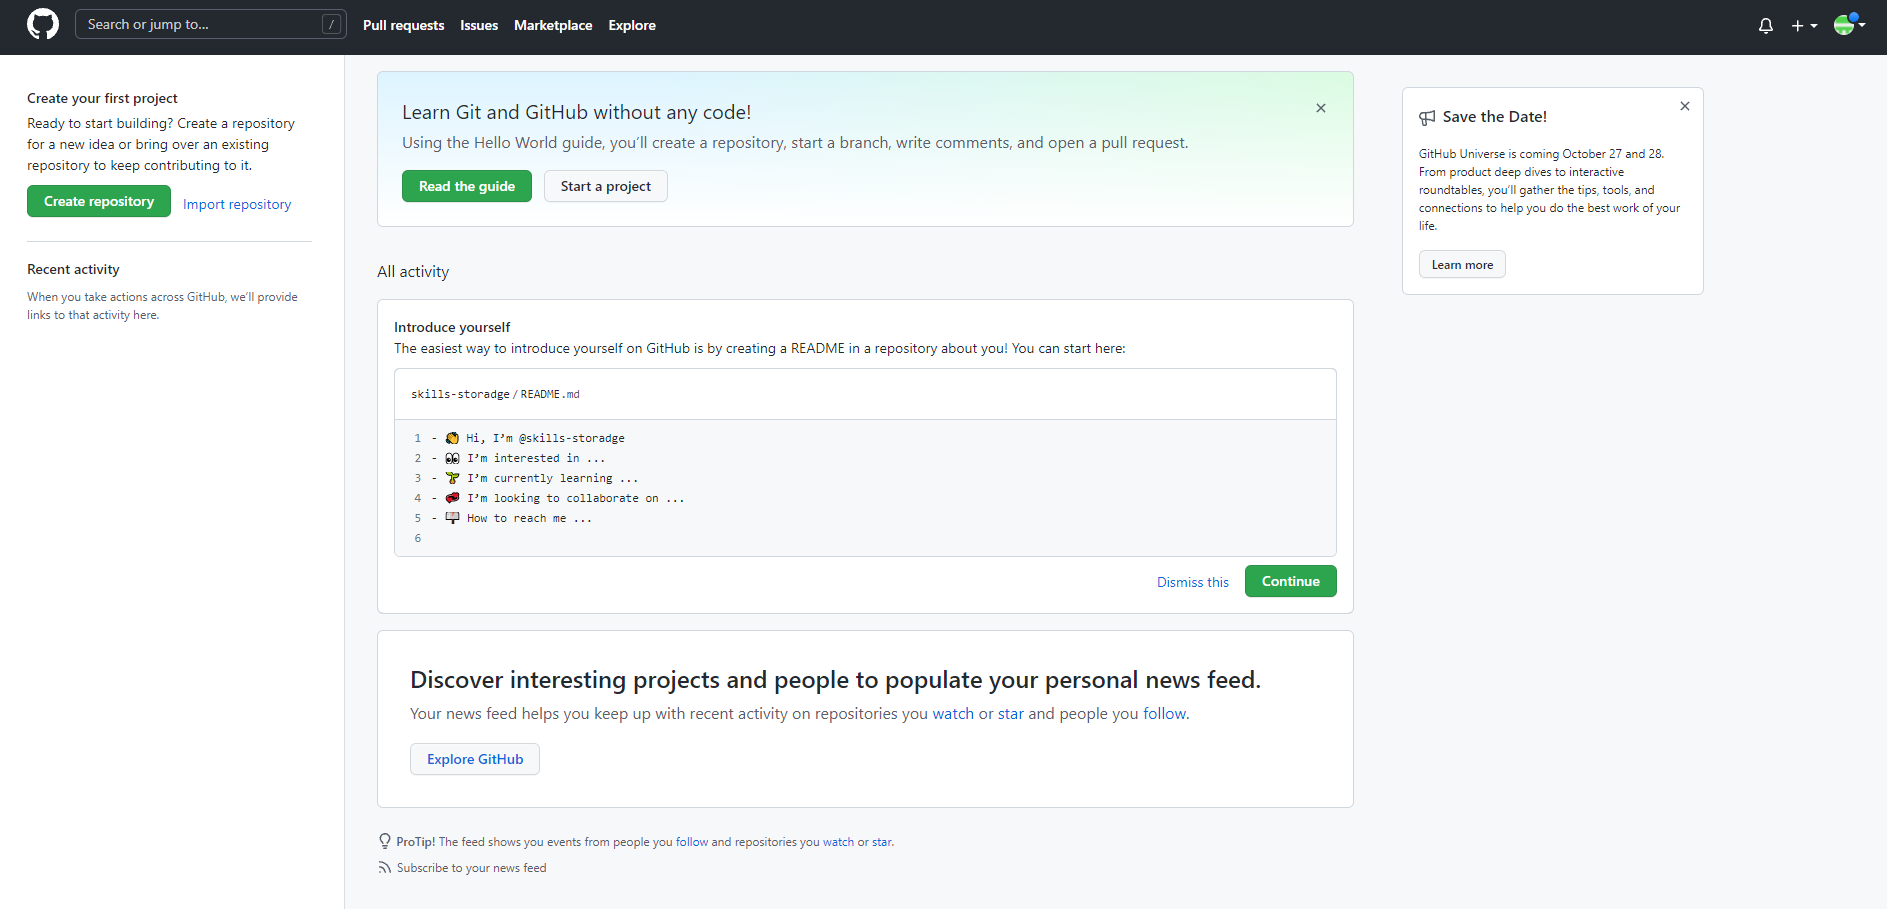 Search or jump to...
/
Pull requests
Issues
Marketplace
Explore
Create your first project
Ready to start building? Create a repository
for a new idea or bring over an existing
repository to keep contributing to it.
Create repository
Import repository
Recent activity
When you take actions across GitHub, we'll provide
links to that activity here.
Learn Git and GitHub without any code!
Using the Hello World guide, you'll create a repository, start a branch, write comments, and open a pull request.
Read the guide
Start a project
All activity
Introduce yourself
The easiest way to introduce yourself on GitHub is by creating a README in a repository about you! You can start here:
skills-storadge / README.md
1 - 👋 Hi, I'm @skills-storadge
2 - 👀 I'm interested in ...
3 - 🌱 I'm currently learning ...
4 - 💞️ I'm looking to collaborate on ...
5 - 📫 How to reach me ...
6
Dismiss this
Continue
Discover interesting projects and people to populate your personal news feed.
Your news feed helps you keep up with recent activity on repositories you watch or star and people you follow.
Explore GitHub
ProTip! The feed shows you events from people you follow and repositories you watch or star.
Subscribe to your news feed
Save the Date!
GitHub Universe is coming October 27 and 28.
From product deep dives to interactive
roundtables, you'll gather the tips, tools, and
connections to help you do the best work of your
life.
Learn more